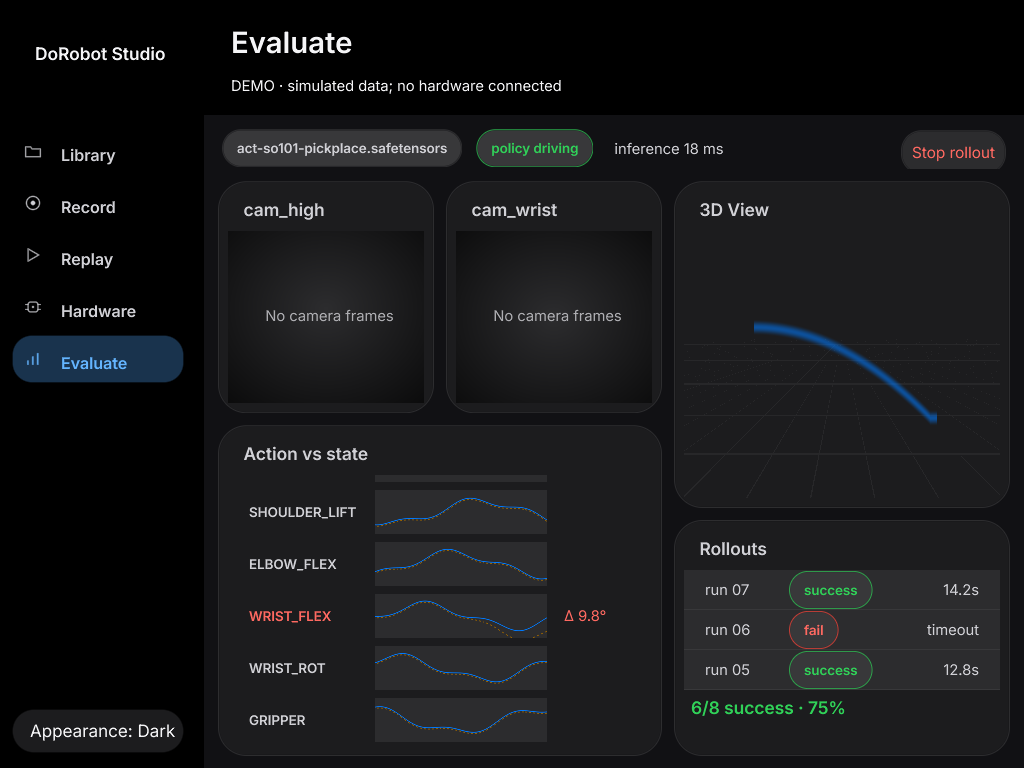 DoRobot Studio
Library
Record
Replay
Hardware
Evaluate
Appearance: Dark
Evaluate
DEMO · simulated data; no hardware connected
act-so101-pickplace.safetensors
policy driving
inference 18 ms
Stop rollout
cam_high
No camera frames
cam_wrist
No camera frames
3D View
Action vs state
SHOULDER_LIFT
ELBOW_FLEX
WRIST_FLEX
Δ 9.8°
WRIST_ROT
GRIPPER
Rollouts
run 07 success 14.2s
run 06 fail timeout
run 05 success 12.8s
6/8 success · 75%